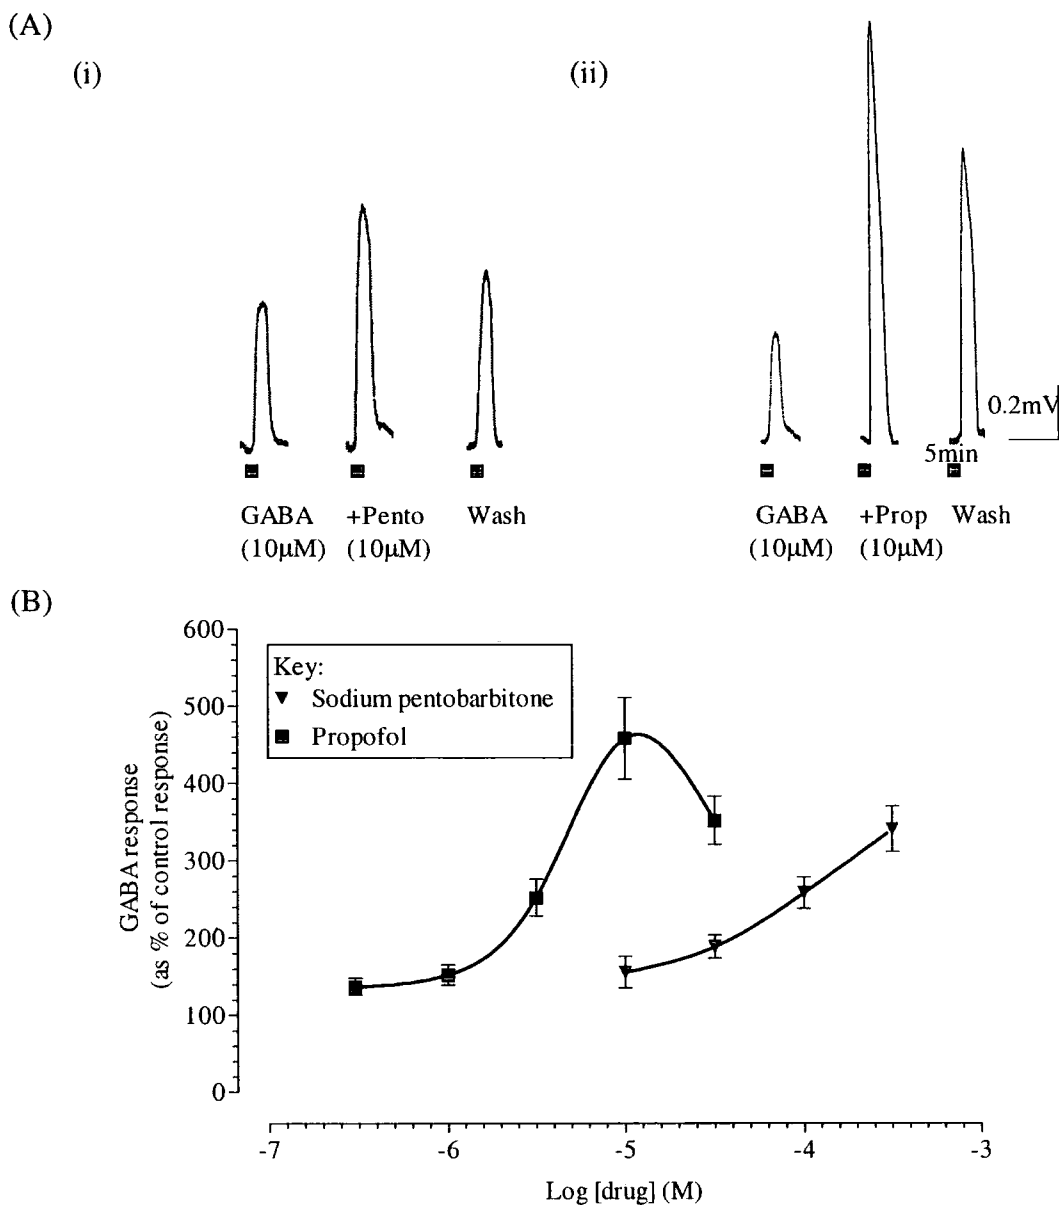 (A)
(i)
(ii)
0.2mV
5min
GABA
(10µM)
+Pento
(10µM)
Wash
GABA
(10µM)
+Prop
(10µM)
Wash
(B)
GABA response
(as % of control response)
600
500
400
300
200
100
0
Key:
Sodium pentobarbitone
Propofol
-7
-6
-5
-4
-3
Log [drug] (M)